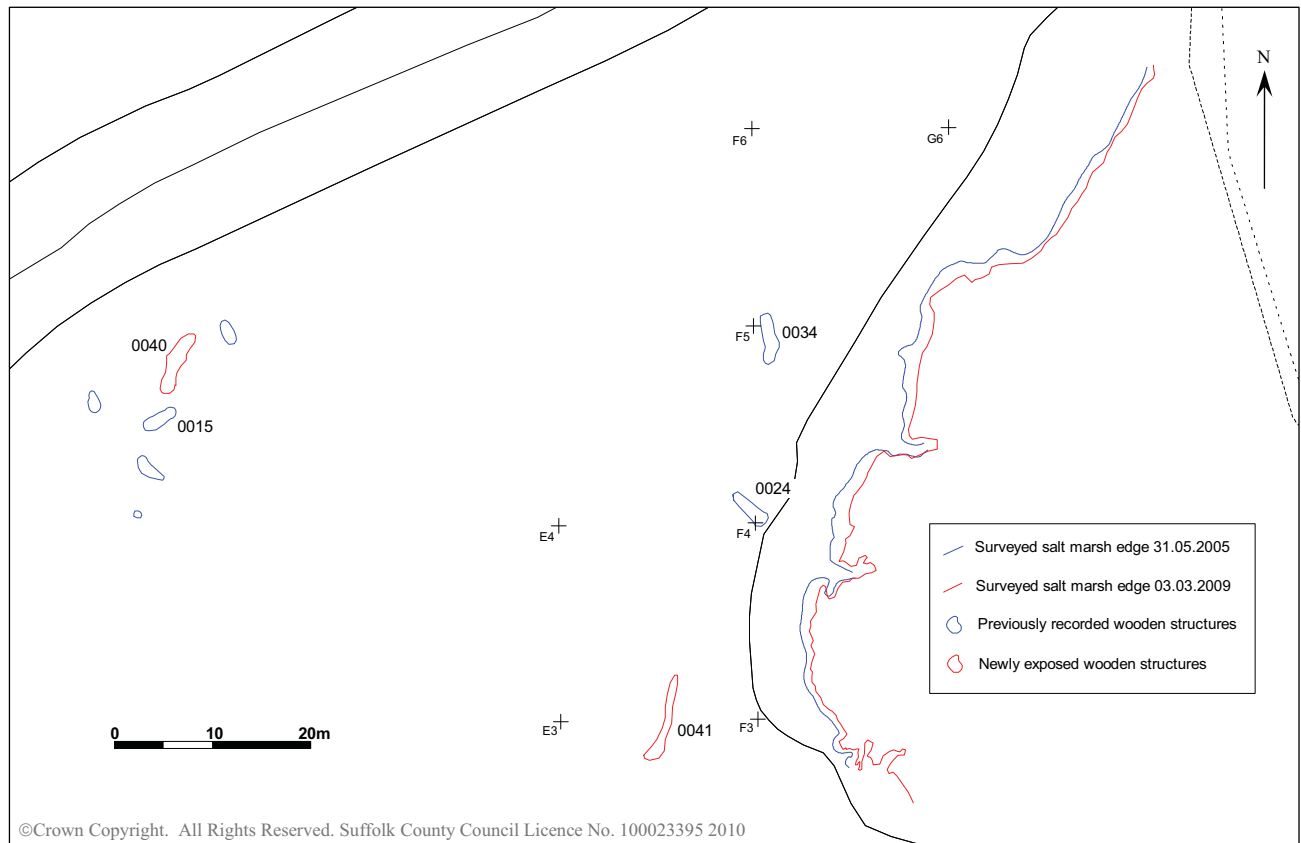 N
F6
G6
0040
F5
0034
0015
0024
E4
F4
Surveyed salt marsh edge 31.05.2005
Surveyed salt marsh edge 03.03.2009
Previously recorded wooden structures
Newly exposed wooden structures
E3
0041
F3
0 10 20m
©Crown Copyright. All Rights Reserved. Suffolk County Council Licence No. 100023395 2010